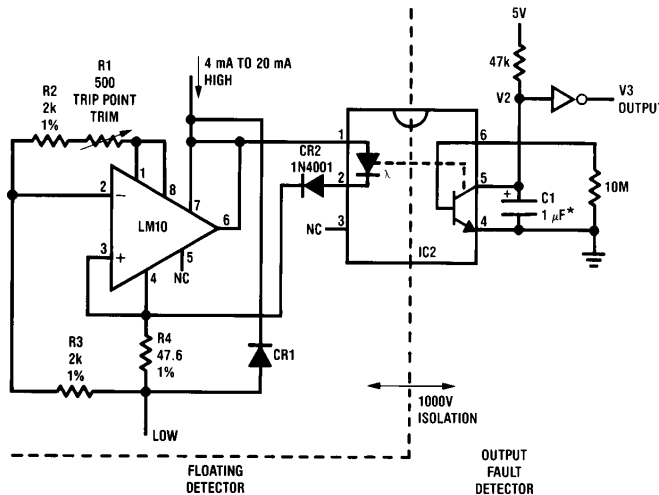 4 mA TO 20 mA
HIGH
5V
47k
V2
V3
OUTPUT
R1
500
TRIP POINT
TRIM
R2
2k
1%
1
8
2
−
LM10
7
6
3
+
5
NC
4
CR2
1N4001
1
2
3
NC
λ
IC2
6
5
4
+
C1
1 μF*
10M
R3
2k
1%
R4
47.6
1%
CR1
LOW
1000V
ISOLATION
FLOATING
DETECTOR
OUTPUT
FAULT
DETECTOR